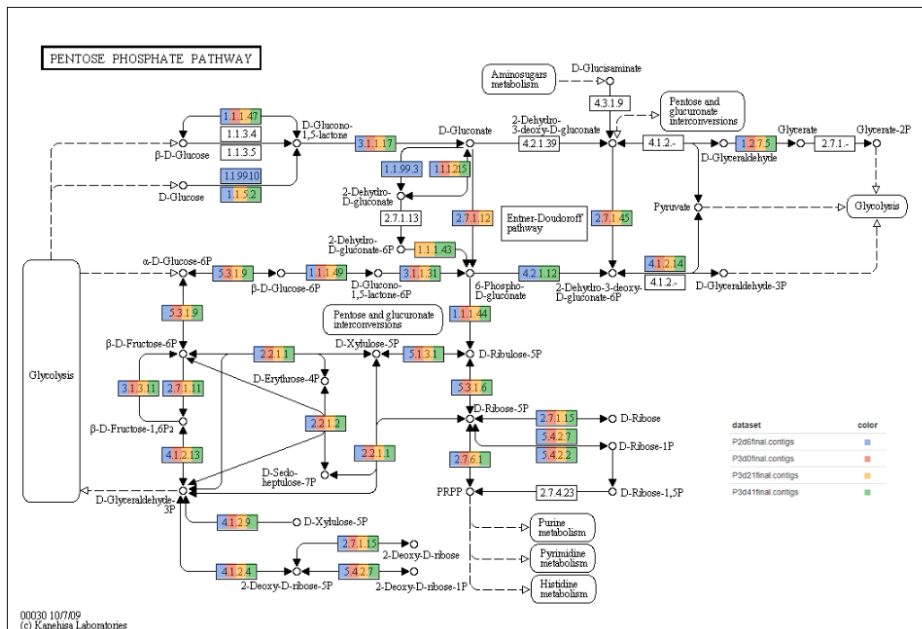 PENTOSE PHOSPHATE PATHWAY
Aminosugars
metabolism
D-Glucisaminate
4.3.1.9
Pentose and
glucuronate
interconversions
1.1.1.47
1.1.3.4
1.1.3.5
β-D-Glucose
D-Glucono-
1,5-lactone
3.1.1.17
D-Gluconate
4.2.1.39
2-Dehydro-
3-deoxy-D-gluconate
4.1.2.-
D-Glyceraldehyde
1.2.7.5
Glycerate
2.7.1.-
Glycerate-2P
1.1.99.10
1.1.5.2
D-Glucose
1.1.99.3
1.1.1.215
2-Dehydro-
D-gluconate
2.7.1.13
2.7.1.12
Entner-Doudoroff
pathway
2.7.1.45
Pyruvate
Glycolysis
2-Dehydro-
D-gluconate-6P
1.1.1.43
α-D-Glucose-6P
5.3.1.9
β-D-Glucose-6P
1.1.1.49
D-Glucono-
1,5-lactone-6P
3.1.1.31
6-Phospho-
D-gluconate
4.2.1.12
2-Dehydro-3-deoxy-
D-gluconate-6P
4.1.2.14
4.1.2.-
D-Glyceraldehyde-3P
5.3.1.9
Pentose and glucuronate
interconversions
1.1.1.44
β-D-Fructose-6P
2.2.1.1
D-Xylulose-5P
5.1.3.1
D-Ribulose-5P
Glycolysis
D-Erythrose-4P
3.1.3.11
2.7.1.11
5.3.1.6
D-Ribose-5P
2.7.1.15
D-Ribose
β-D-Fructose-1,6P2
2.2.1.2
5.4.2.7
5.4.2.2
D-Ribose-1P
4.1.2.13
2.2.1.1
2.7.6.1
D-Sedo-
heptulose-7P
D-Glyceraldehyde-
3P
PRPP
2.7.4.23
D-Ribose-1,5P
4.1.2.9
D-Xylulose-5P
2.7.1.15
2-Deoxy-D-ribose
4.1.2.4
2-Deoxy-D-ribose-5P
5.4.2.7
2-Deoxy-D-ribose-1P
Purine
metabolism
Pyrimidine
metabolism
Histidine
metabolism
dataset color
P2d6final.contigs
P3d0final.contigs
P3d21final.contigs
P3d41final.contigs
00030 10/7/09
(c) Kanehisa Laboratories